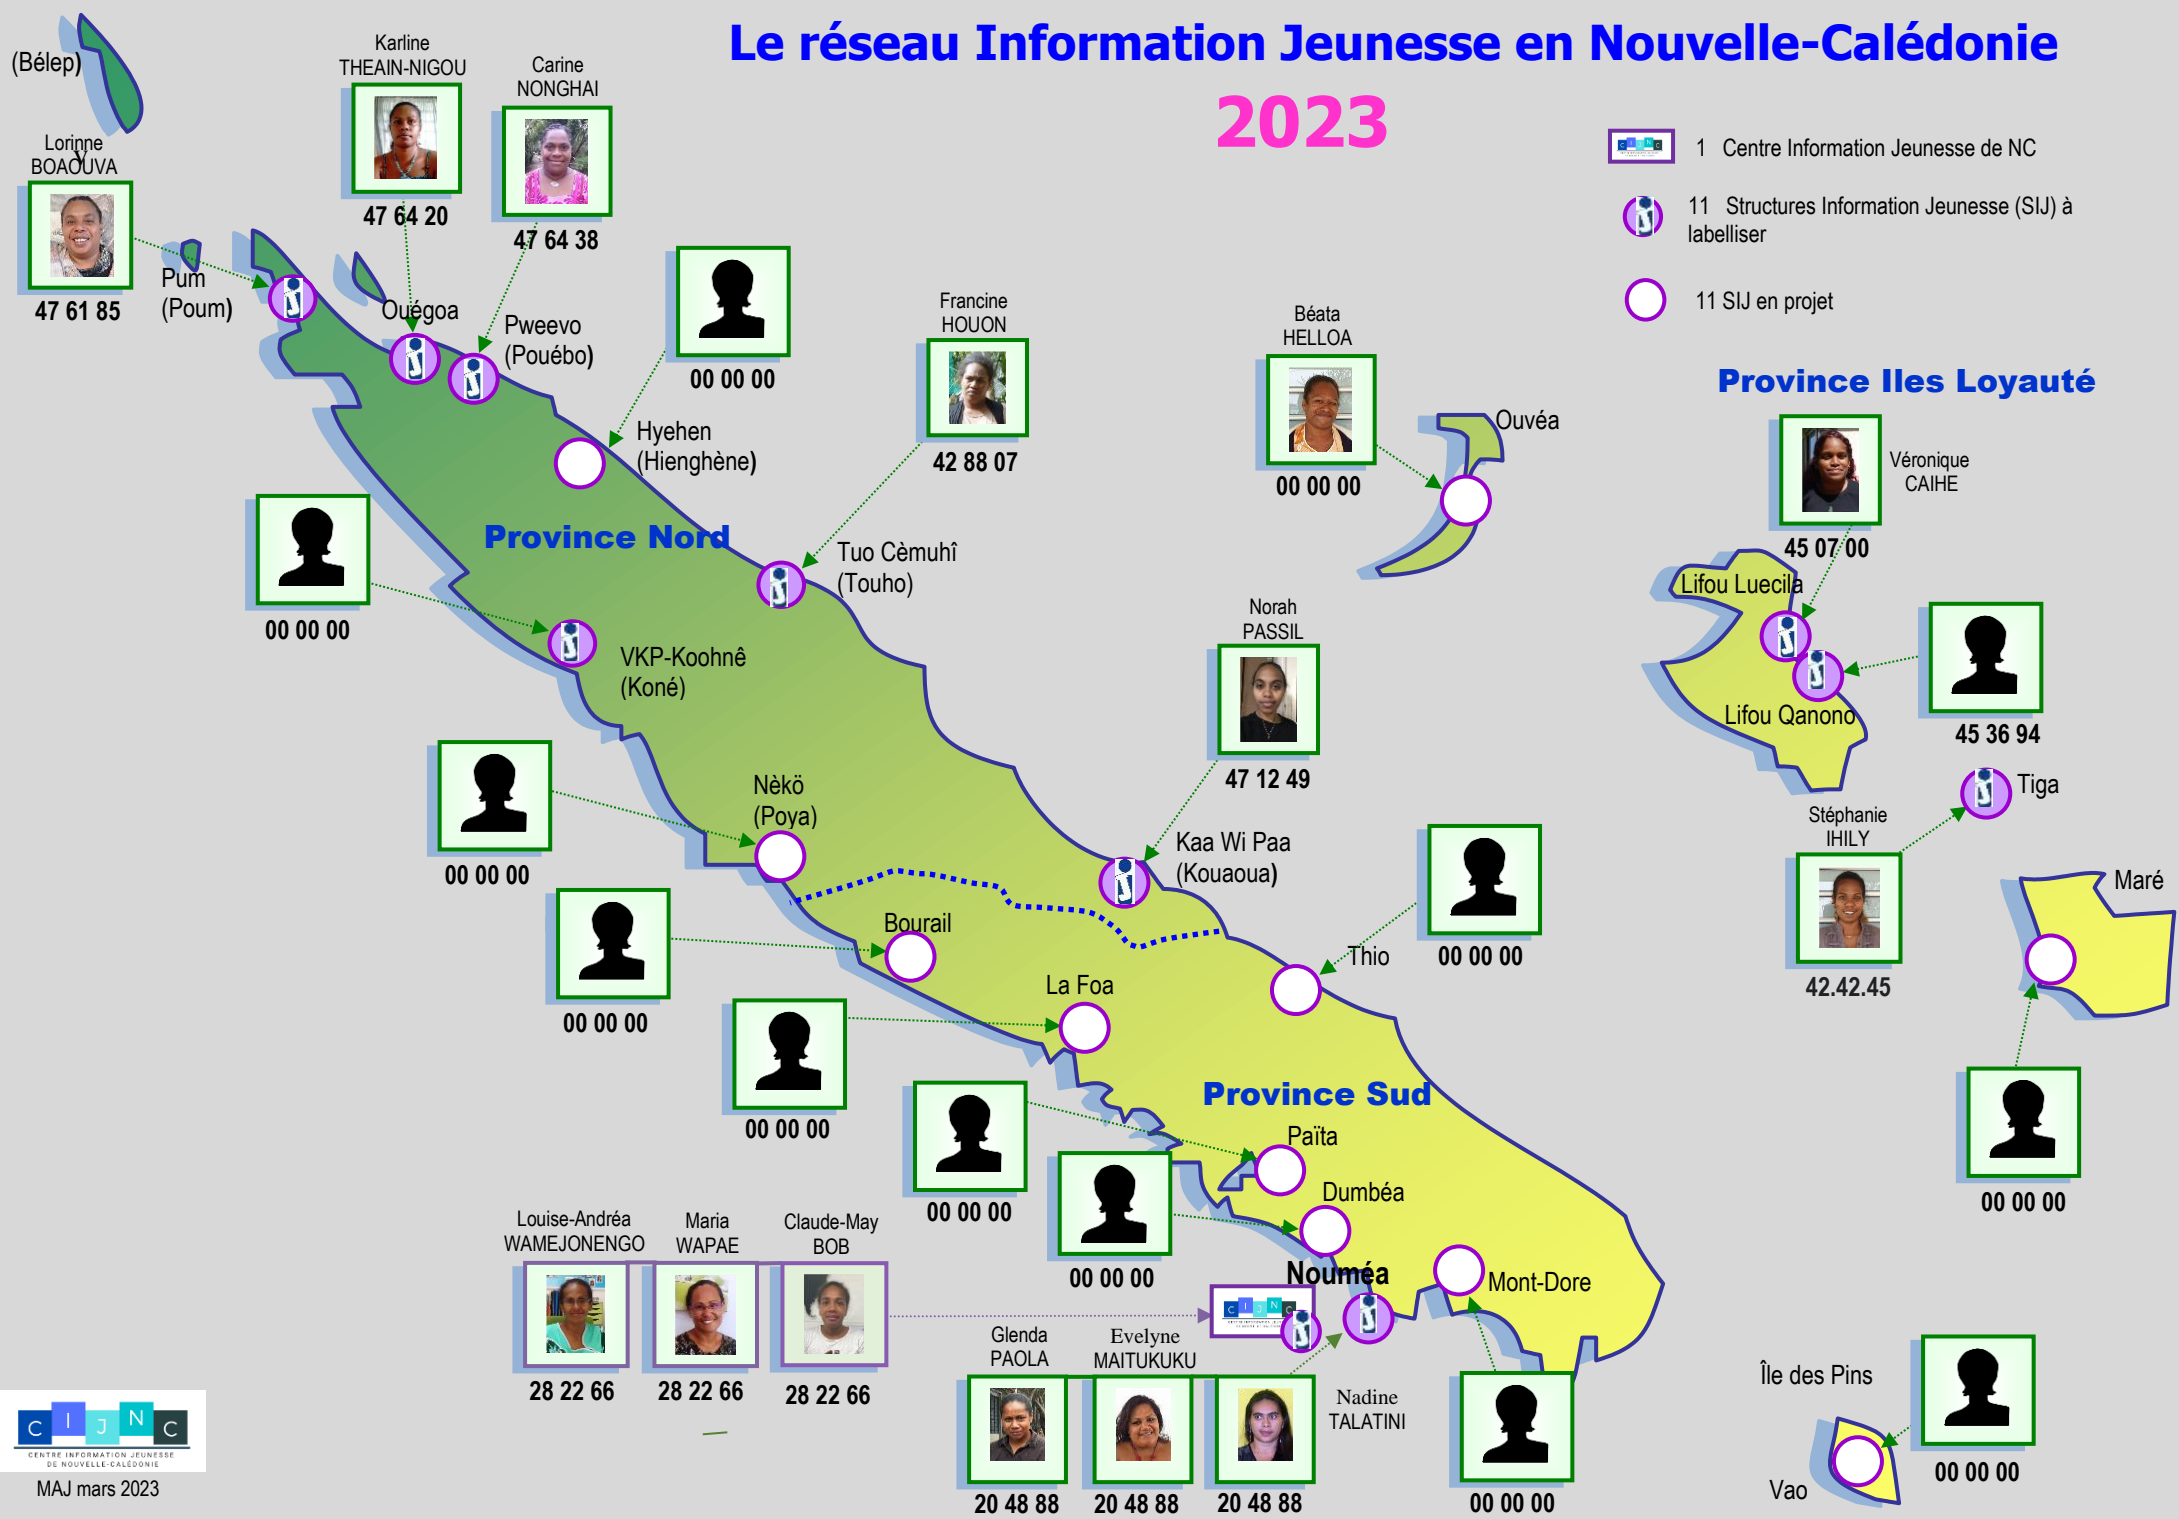 Le réseau Information Jeunesse en Nouvelle-Calédonie
2023
1 Centre Information Jeunesse de NC
11 Structures Information Jeunesse (SIJ) à
labelliser
11 SIJ en projet
(Bélep)
y
Lorinne
BOAOUVA
47 61 85
Karline
THEAIN-NIGOU
47 64 20
Carine
NONGHAI
47 64 38
Pum
(Poum)
Ouégoa
Pweevo
(Pouébo)
00 00 00
Hyehen
(Hienghène)
Francine
HOUON
42 88 07
Béata
HELLOA
00 00 00
Ouvéa
Province Iles Loyauté
Véronique
CAIHE
45 07 00
Province Nord
Tuo Cèmuhî
(Touho)
00 00 00
VKP-Koohnê
(Koné)
Norah
PASSIL
47 12 49
Lifou Luecila
Lifou Qanono
45 36 94
Tiga
Stéphanie
IHILY
42.42.45
Maré
00 00 00
Nèkö
(Poya)
00 00 00
Kaa Wi Paa
(Kouaoua)
00 00 00
Thio
Bourail
00 00 00
La Foa
00 00 00
Province Sud
Païta
00 00 00
Dumbéa
00 00 00
Nouméa
CIJNC
Mont-Dore
00 00 00
Louise-Andréa
WAMEJONENGO
28 22 66
Maria
WAPAE
28 22 66
Claude-May
BOB
28 22 66
Glenda
PAOLA
20 48 88
Evelyne
MAITUKUKU
20 48 88
Nadine
TALATINI
20 48 88
Île des Pins
Vao
00 00 00
C I J N C
CENTRE INFORMATION JEUNESSE
DE NOUVELLE-CALÉDONIE
MAJ mars 2023